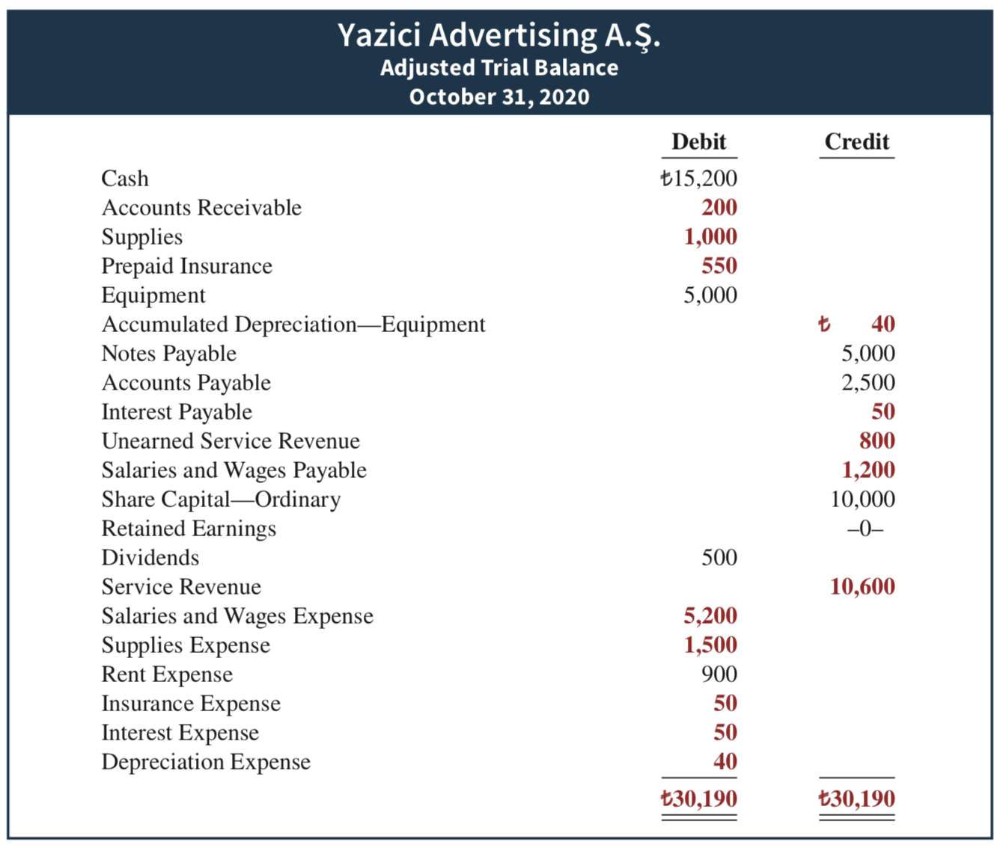 Yazici Advertising A.Ş.
Adjusted Trial Balance
October 31, 2020
Debit Credit
Cash ₺15,200
Accounts Receivable 200
Supplies 1,000
Prepaid Insurance 550
Equipment 5,000
Accumulated Depreciation—Equipment ₺ 40
Notes Payable 5,000
Accounts Payable 2,500
Interest Payable 50
Unearned Service Revenue 800
Salaries and Wages Payable 1,200
Share Capital—Ordinary 10,000
Retained Earnings –0–
Dividends 500
Service Revenue 10,600
Salaries and Wages Expense 5,200
Supplies Expense 1,500
Rent Expense 900
Insurance Expense 50
Interest Expense 50
Depreciation Expense 40
₺30,190 ₺30,190